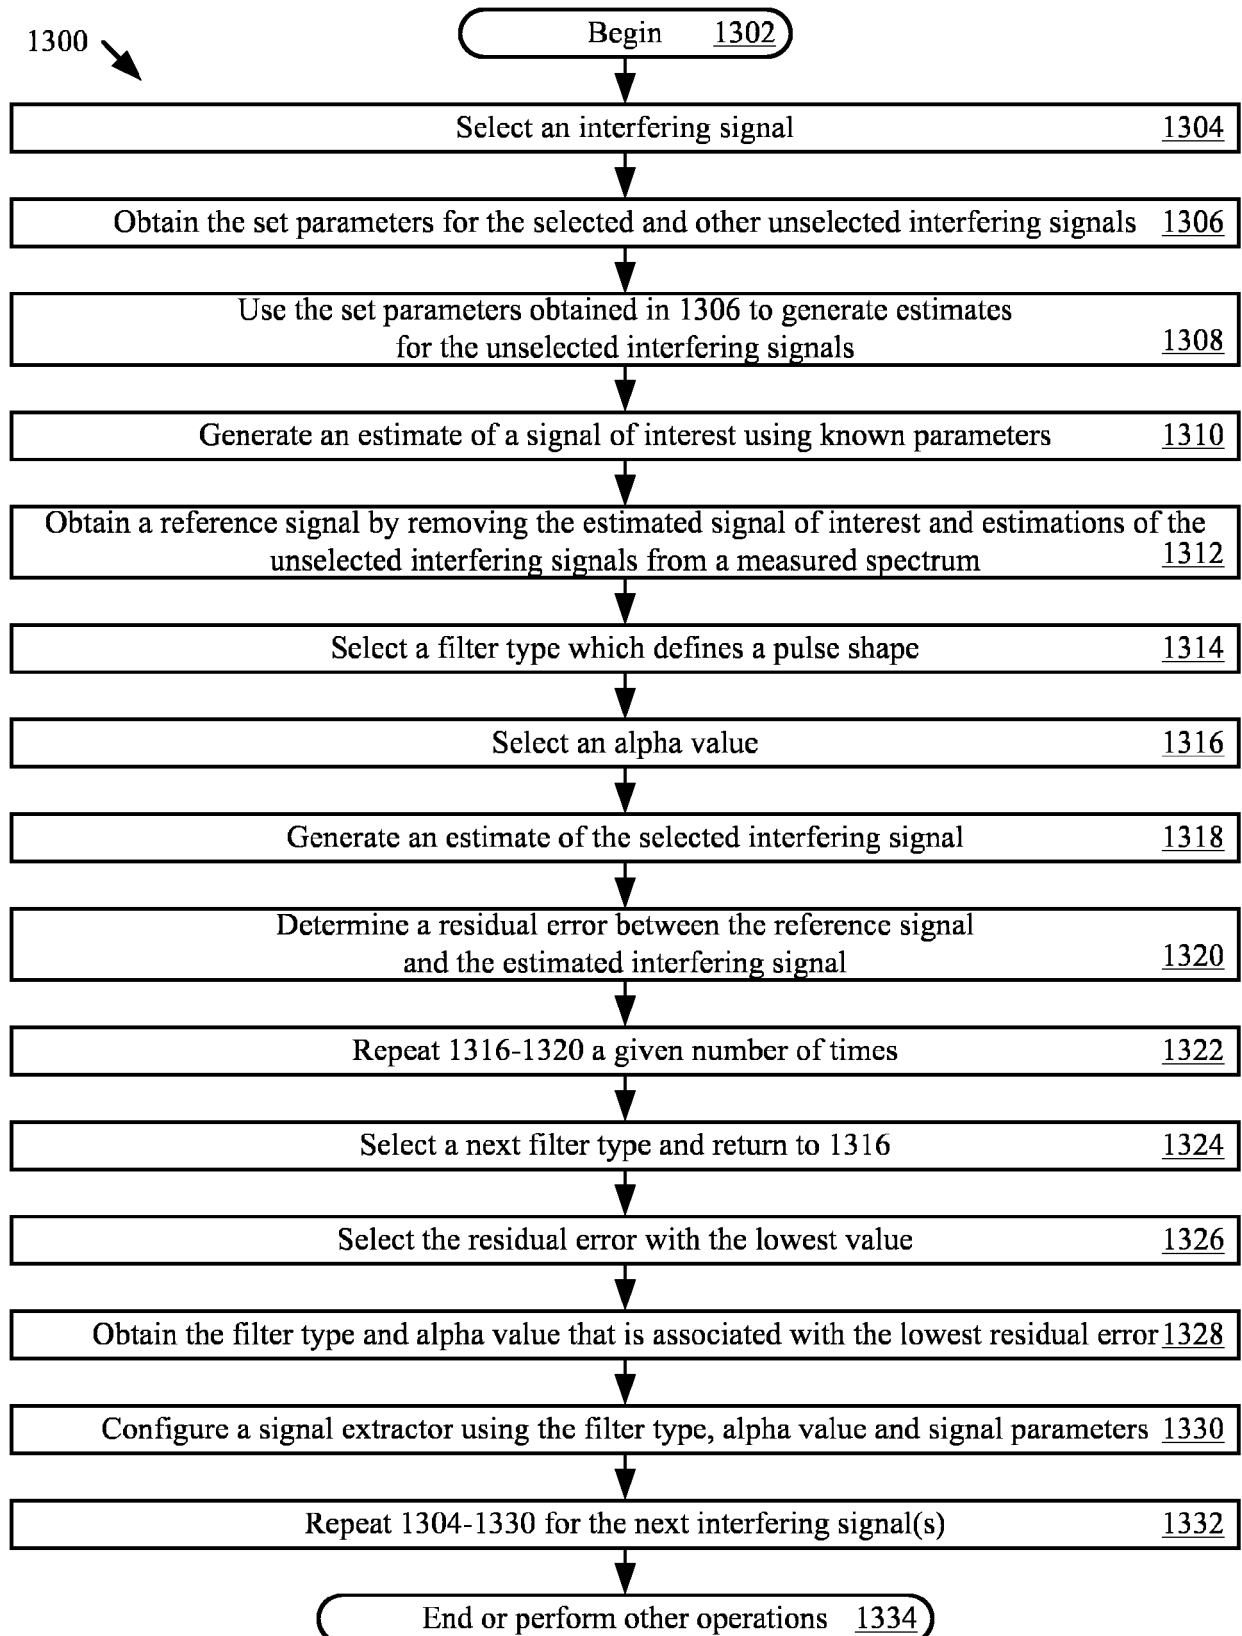 1300
Begin 1302
Select an interfering signal 1304
Obtain the set parameters for the selected and other unselected interfering signals 1306
Use the set parameters obtained in 1306 to generate estimates
for the unselected interfering signals 1308
Generate an estimate of a signal of interest using known parameters 1310
Obtain a reference signal by removing the estimated signal of interest and estimations of the
unselected interfering signals from a measured spectrum 1312
Select a filter type which defines a pulse shape 1314
Select an alpha value 1316
Generate an estimate of the selected interfering signal 1318
Determine a residual error between the reference signal
and the estimated interfering signal 1320
Repeat 1316-1320 a given number of times 1322
Select a next filter type and return to 1316 1324
Select the residual error with the lowest value 1326
Obtain the filter type and alpha value that is associated with the lowest residual error 1328
Configure a signal extractor using the filter type, alpha value and signal parameters 1330
Repeat 1304-1330 for the next interfering signal(s) 1332
End or perform other operations 1334